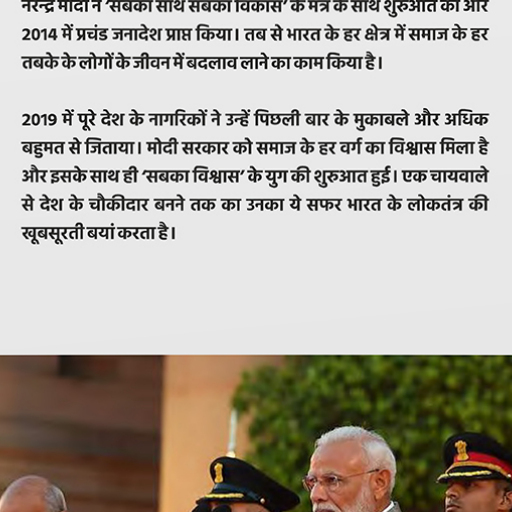 नरेन्द्र मोदी ने ‘सबका साथ सबका विकास’ के मंत्र के साथ शुरुआत की और
2014 में प्रचंड जनादेश प्राप्त किया। तब से भारत के हर क्षेत्र में समाज के हर
तबके के लोगों के जीवन में बदलाव लाने का काम किया है।
2019 में पूरे देश के नागरिकों ने उन्हें पिछली बार के मुकाबले और अधिक
बहुमत से जिताया। मोदी सरकार को समाज के हर वर्ग का विश्वास मिला है
और इसके साथ ही ‘सबका विश्वास’ के युग की शुरुआत हुई। एक चायवाले
से देश के चौकीदार बनने तक का उनका ये सफर भारत के लोकतंत्र की
खूबसूरती बयां करता है।